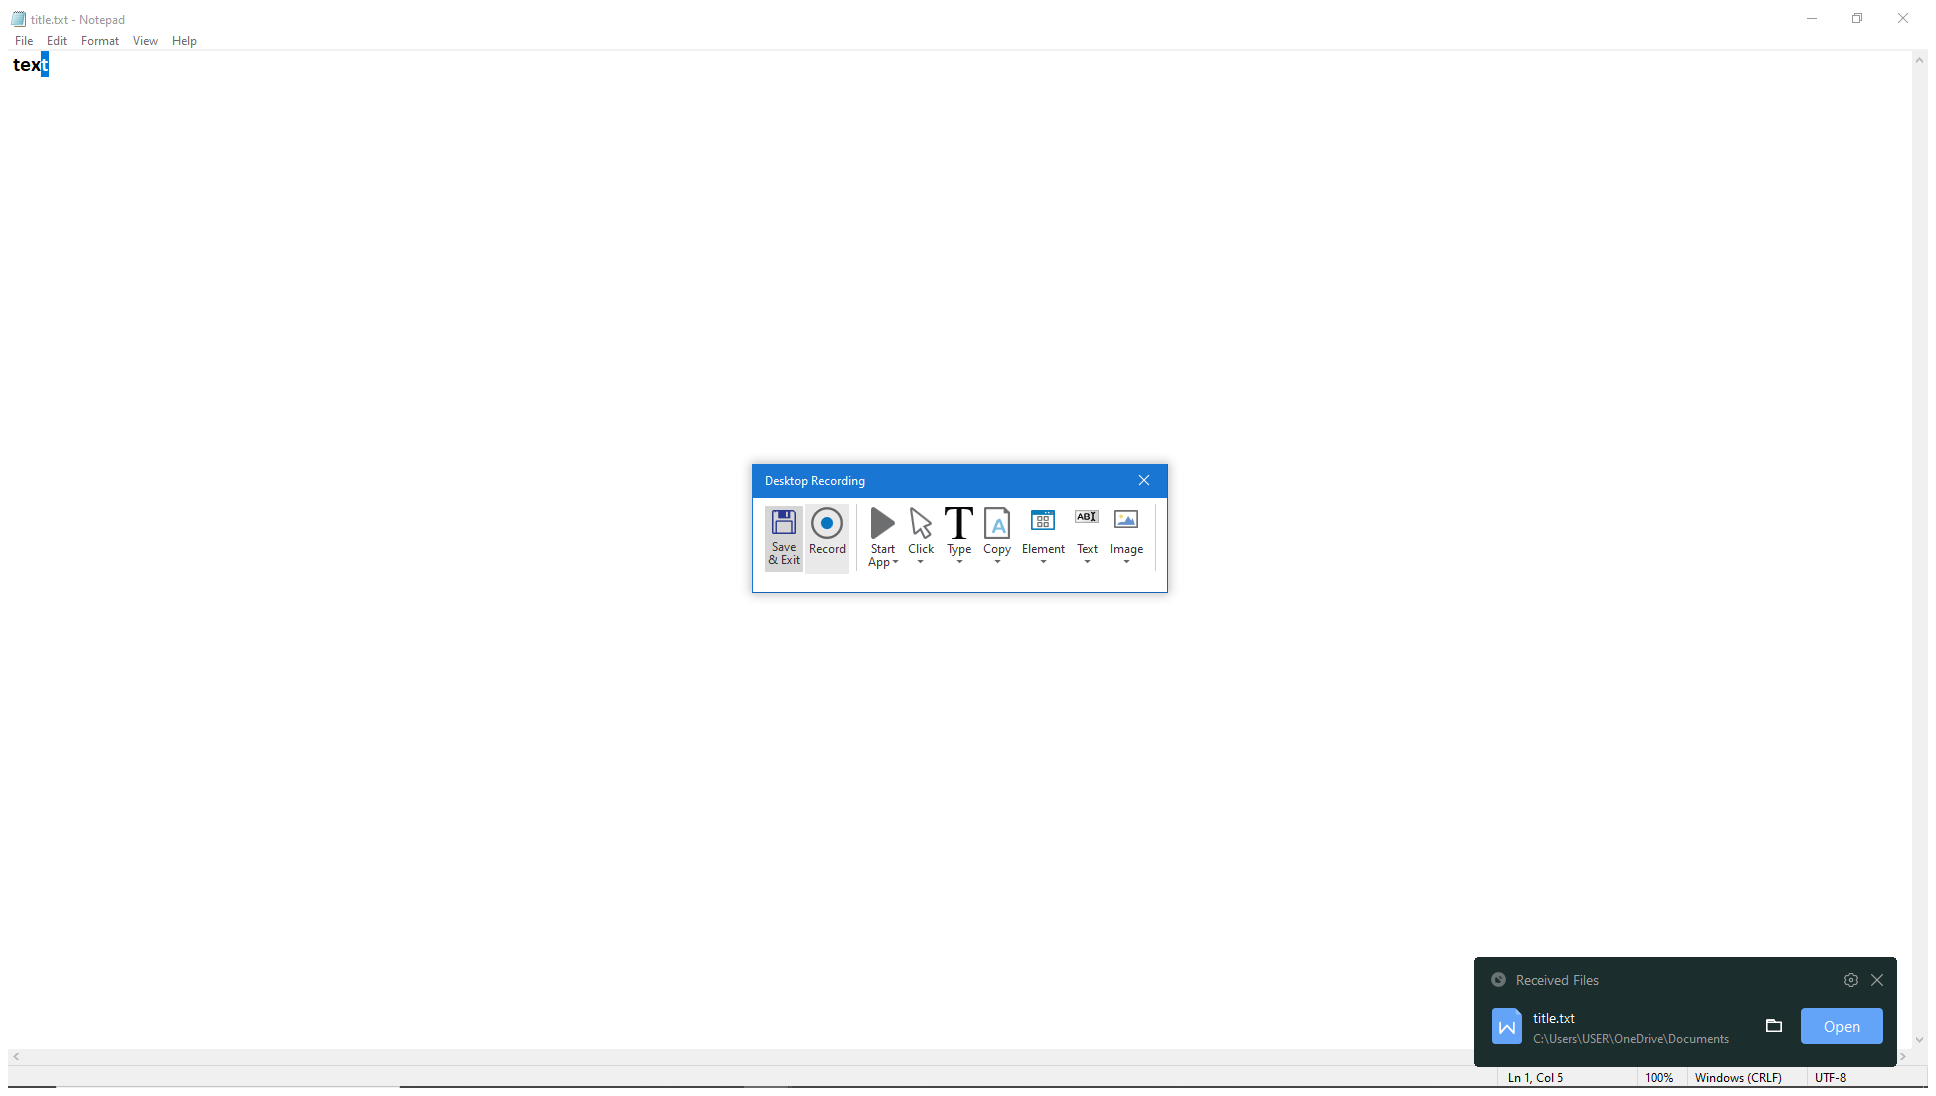 title.txt - Notepad
File Edit Format View Help
text
Desktop Recording
Save & Exit
Record
Start App
Click
Type
Copy
Element
ABI
Text
Image
A
Received Files
title.txt
C:\Users\USER\OneDrive\Documents
Open
Ln 1, Col 5
100%
Windows (CRLF)
UTF-8